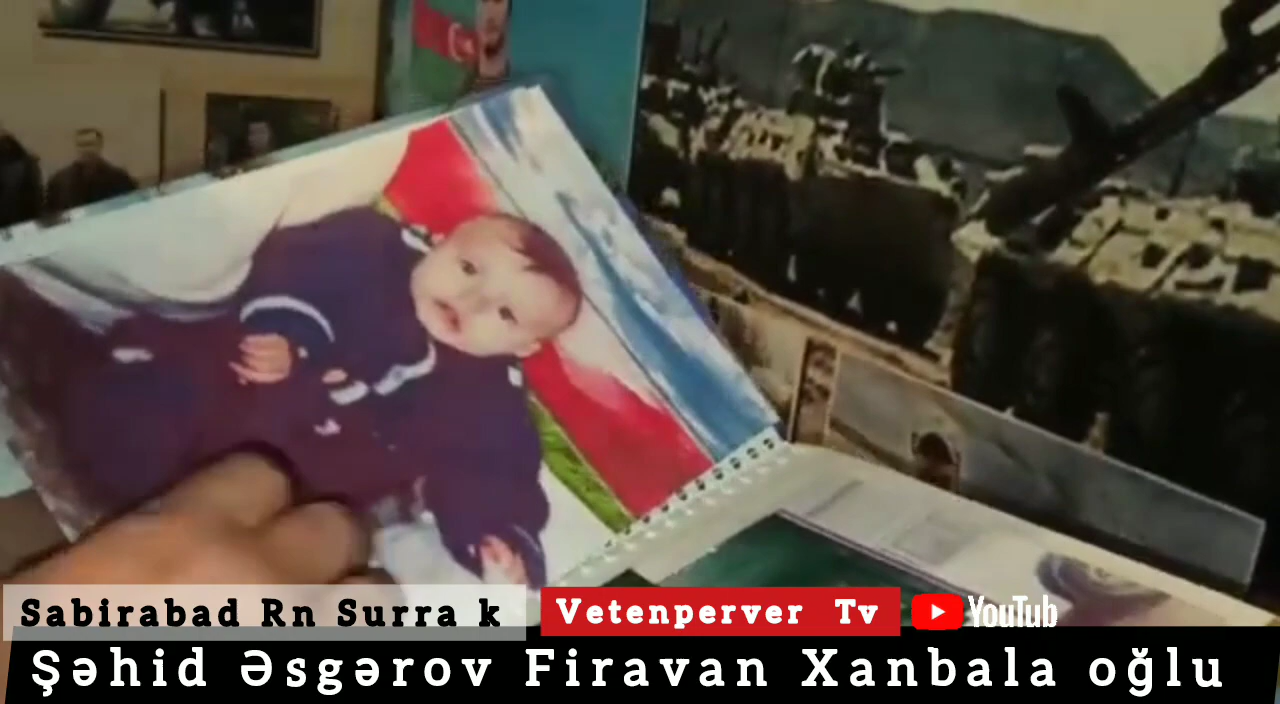 Sabirabad Rn Surra k
Vetenperver Tv
YouTub
Şəhid Əsgərov Firavan Xanbala oğlu